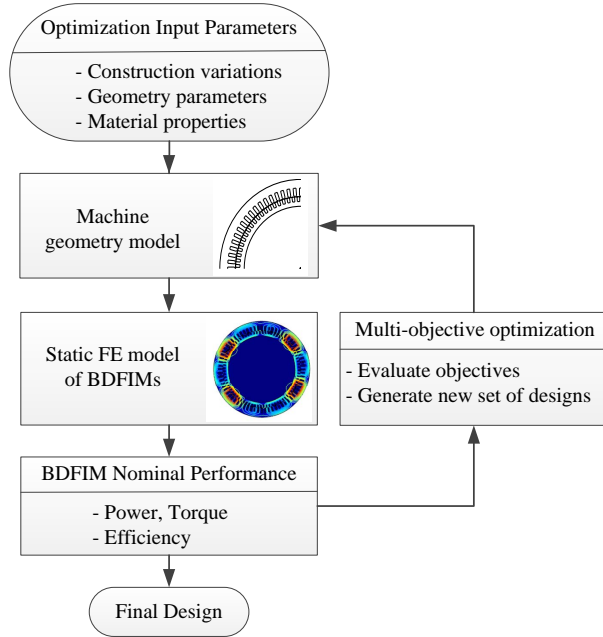 Optimization Input Parameters
- Construction variations
- Geometry parameters
- Material properties
Machine
geometry model
Static FE model
of BDFIMs
Multi-objective optimization
- Evaluate objectives
- Generate new set of designs
BDFIM Nominal Performance
- Power, Torque
- Efficiency
Final Design